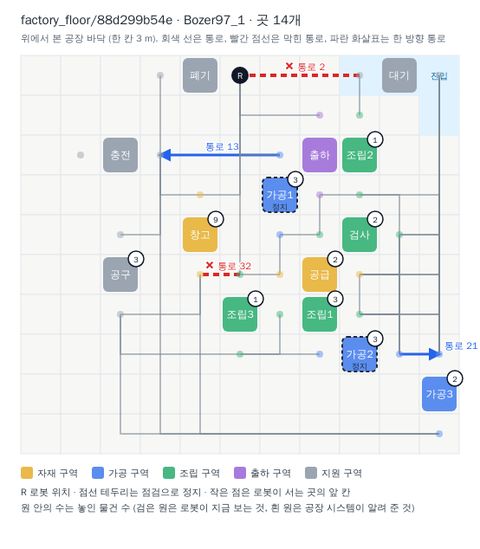 factory_floor/88d299b54e · Bozer97_1 · 곳 14개
위에서 본 공장 바닥 (한 칸 3 m). 회색 선은 통로, 빨간 점선은 막힌 통로, 파란 화살표는 한 방향 통로
폐기 R × 통로 2 대기 진입
충전 통로 13 출하 조립2 1
가공1 3
정지
창고 9 검사 2
공구 3 × 통로 32 공급 2
조립3 1 조립1 3
가공2 3 통로 21
정지
가공3 2
자재 구역 가공 구역 조립 구역 출하 구역 지원 구역
R 로봇 위치 · 점선 테두리는 점검으로 정지 · 작은 점은 로봇이 서는 곳의 앞 칸
원 안의 수는 놓인 물건 수 (검은 원은 로봇이 지금 보는 것, 흰 원은 공장 시스템이 알려 준 것)